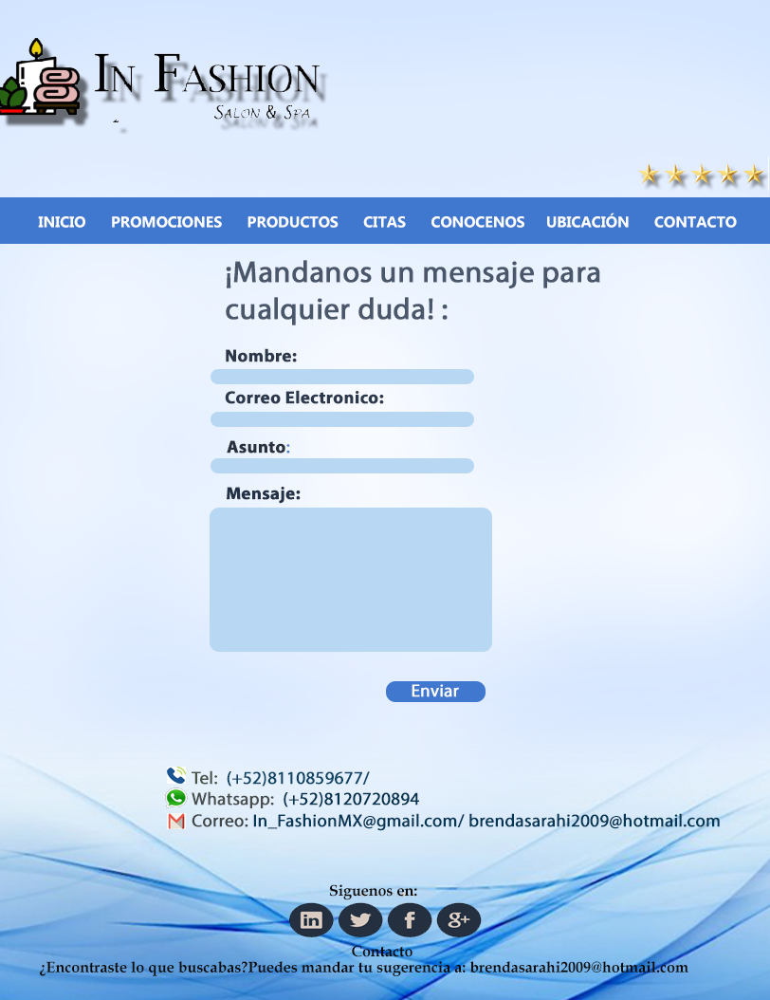 IN FASHION
SALON & SPA
INICIO PROMOCIONES PRODUCTOS CITAS CONOCENOS UBICACIÓN CONTACTO
¡Mandanos un mensaje para
cualquier duda! :
Nombre:
Correo Electronico:
Asunto:
Mensaje:
Enviar
Tel: (+52)8110859677/
Whatsapp: (+52)8120720894
Correo: In_FashionMX@gmail.com/ brendasarahi2009@hotmail.com
Siguenos en:
in f g+
Contacto
¿Encontraste lo que buscabas?Puedes mandar tu sugerencia a: brendasarahi2009@hotmail.com